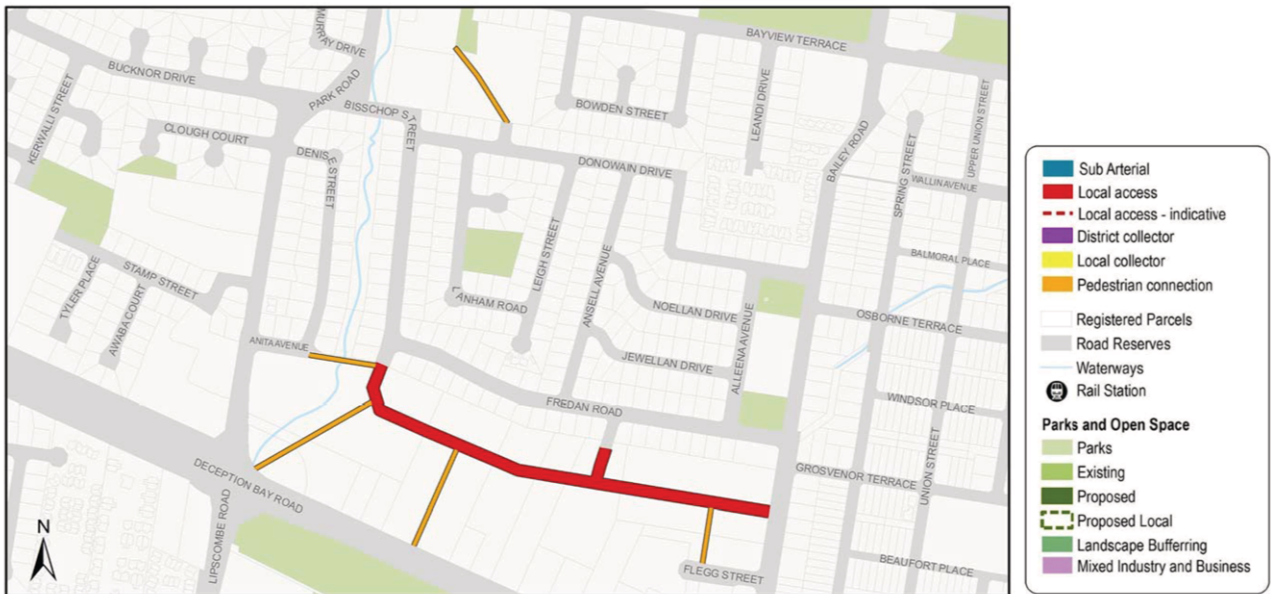 MURRAY DRIVE
BAYVIEW TERRACE
BUCKNOR DRIVE
PARK ROAD
BISSCHOP STREET
BOWDEN STREET
LEANDI DRIVE
BAILEY ROAD
SPRING STREET
UPPER UNION STREET
KERWALLI STREET
CLOUGH COURT
DENISE STREET
DONOWAIN DRIVE
WALLIN AVENUE
STAMP STREET
TYLER PLACE
AWABA COURT
LANHAM ROAD
LEIGH STREET
ANSELL AVENUE
NOELLAN DRIVE
ALLEENA AVENUE
BALMORAL PLACE
OSBORNE TERRACE
ANITA AVENUE
JEWELLAN DRIVE
FREDAN ROAD
WINDSOR PLACE
DECEPTION BAY ROAD
LIPSCOMBE ROAD
GROSVENOR TERRACE
UNION STREET
FLEGG STREET
BEAUFORT PLACE
N
Sub Arterial
Local access
Local access - indicative
District collector
Local collector
Pedestrian connection
Registered Parcels
Road Reserves
Waterways
Rail Station
Parks and Open Space
Parks
Existing
Proposed
Proposed Local
Landscape Bufferring
Mixed Industry and Business